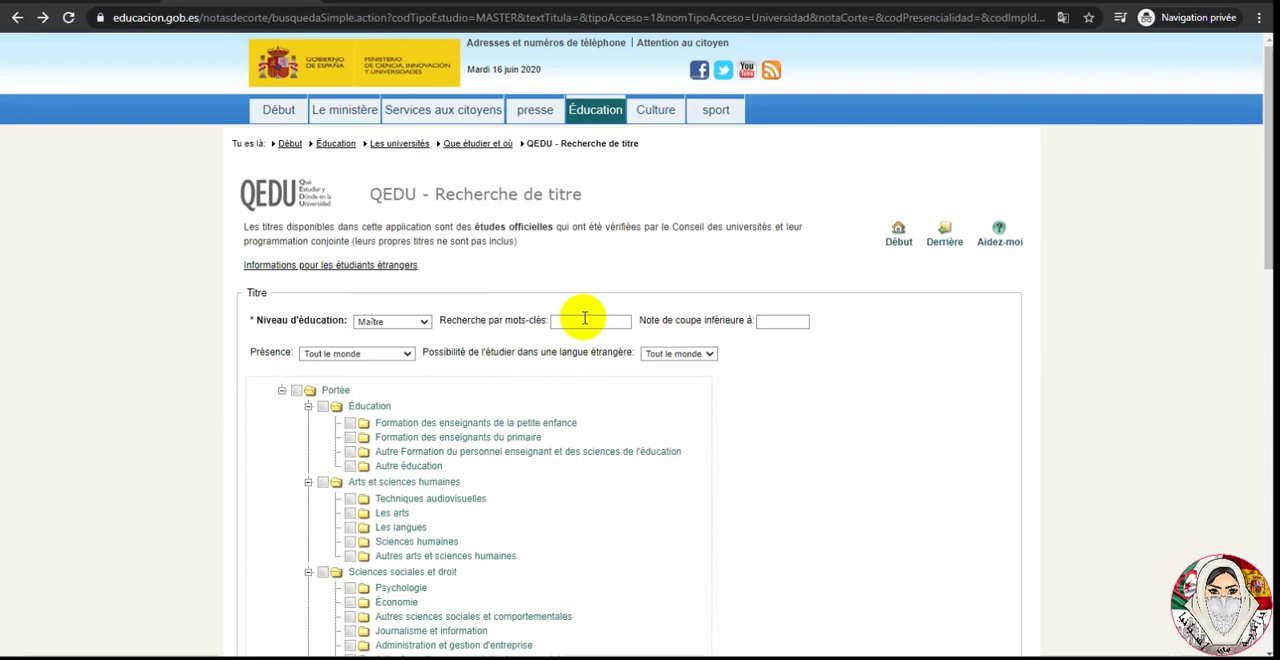 educacion.gob.es/notasdecorte/busquedaSimple.action?codTipoEstudio=MASTER&textTitula=&tipoAcceso=1&nomTipoAcceso=Universidad&notaCorte=&codPresencialidad=&codImpId...
Navigation privée
GOBIERNO DE ESPAÑA
MINISTERIO DE CIENCIA, INNOVACIÓN Y UNIVERSIDADES
Adresses et numéros de téléphone | Attention au citoyen
Mardi 16 juin 2020
You Tube
Début Le ministère Services aux citoyens presse Éducation Culture sport
Tu es là: Début Éducation Les universités Que étudier et où QEDU - Recherche de titre
QEDU Qué Estudiar y Dónde en la Universidad
QEDU - Recherche de titre
Les titres disponibles dans cette application sont des études officielles qui ont été vérifiées par le Conseil des universités et leur
programmation conjointe (leurs propres titres ne sont pas inclus)
Début Derrière Aidez-moi
Informations pour les étudiants étrangers
Titre
* Niveau d'éducation: Maître Recherche par mots-clés: Note de coupe inférieure à:
Présence: Tout le monde Possibilité de l'étudier dans une langue étrangère: Tout le monde
Portée
Éducation
Formation des enseignants de la petite enfance
Formation des enseignants du primaire
Autre Formation du personnel enseignant et des sciences de l'éducation
Autre éducation
Arts et sciences humaines
Techniques audiovisuelles
Les arts
Les langues
Sciences humaines
Autres arts et sciences humaines
Sciences sociales et droit
Psychologie
Économie
Autres sciences sociales et comportementales
Journalisme et information
Administration et gestion d'entreprise